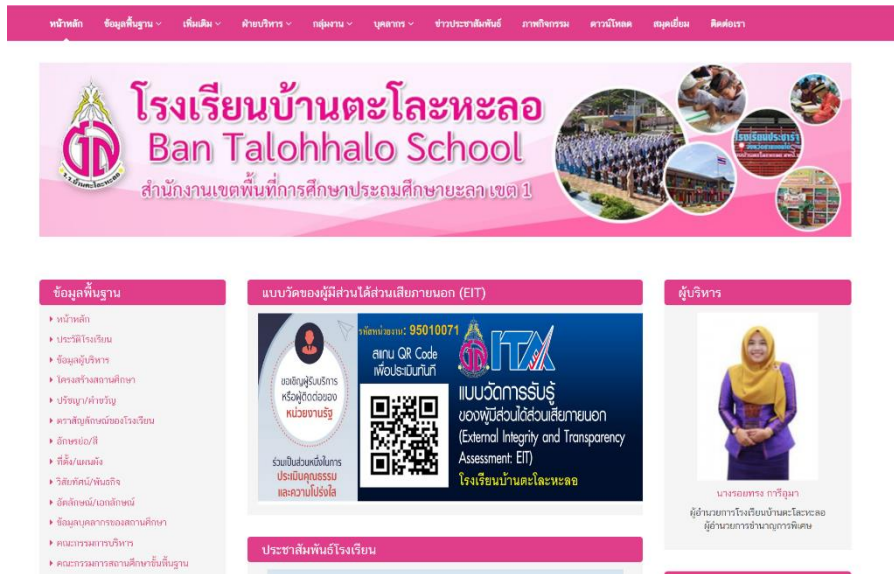 หน้าหลัก ข้อมูลพื้นฐาน เพิ่มเติม ฝ่ายบริหาร กลุ่มงาน บุคลากร ข่าวประชาสัมพันธ์ ภาพกิจกรรม ดาวน์โหลด สมุดเยี่ยม ติดต่อเรา
โรงเรียนบ้านตะโละหะลอ
Ban Talohhalo School
สำนักงานเขตพื้นที่การศึกษาประถมศึกษายะลา เขต 1
ร.ร.บ้านตะโละหะลอ
ข้อมูลพื้นฐาน
หน้าหลัก
ประวัติโรงเรียน
ข้อมูลผู้บริหาร
โครงสร้างสถานศึกษา
ปรัชญา/คำขวัญ
ตราสัญลักษณ์ของโรงเรียน
อักษรย่อ/สี
ที่ตั้ง/แผนผัง
วิสัยทัศน์/พันธกิจ
อัตลักษณ์/เอกลักษณ์
ข้อมูลบุคลากรของสถานศึกษา
คณะกรรมการบริหาร
คณะกรรมการสถานศึกษาขั้นพื้นฐาน
แบบวัดของผู้มีส่วนได้ส่วนเสียภายนอก (EIT)
ขอเชิญผู้รับบริการ
หรือผู้ติดต่อของ
หน่วยงานรัฐ
ร่วมเป็นส่วนหนึ่งในการ
ประเมินคุณธรรม
และความโปร่งใส
รหัสหน่วยงาน: 95010071
สแกน QR Code
เพื่อประเมินทันที
ITA
แบบวัดการรับรู้
ของผู้มีส่วนได้ส่วนเสียภายนอก
(External Integrity and Transparency
Assessment: EIT)
โรงเรียนบ้านตะโละหะลอ
ประชาสัมพันธ์โรงเรียน
ผู้บริหาร
นางรอยทรง การีอุมา
ผู้อำนวยการโรงเรียนบ้านตะโละหะลอ
ผู้อำนวยการชำนาญการพิเศษ